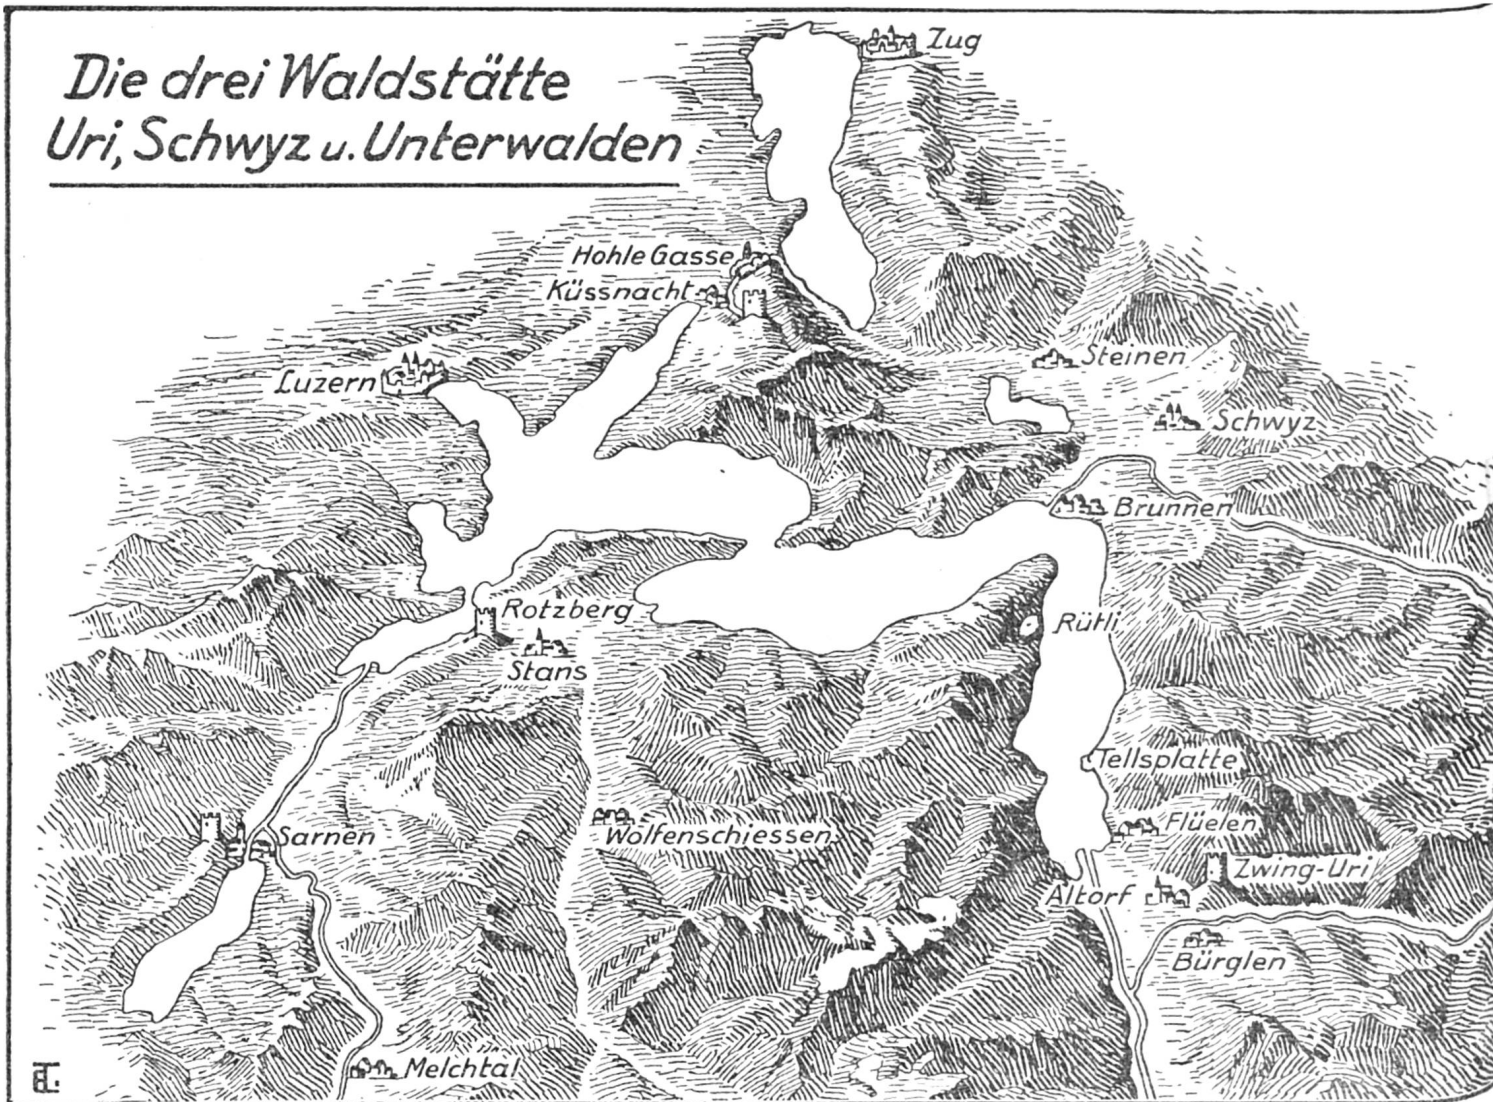 Die drei Waldstätte
Uri, Schwyz u. Unterwalden
Zug
Hohle Gasse
Küssnacht
Luzern
Steinen
Schwyz
Brunnen
Rotzberg
Rütli
Stans
Tellsplatte
Wolfenschiessen
Flüelen
Sarnen
Zwing-Uri
Altorf
Bürglen
Melchtal